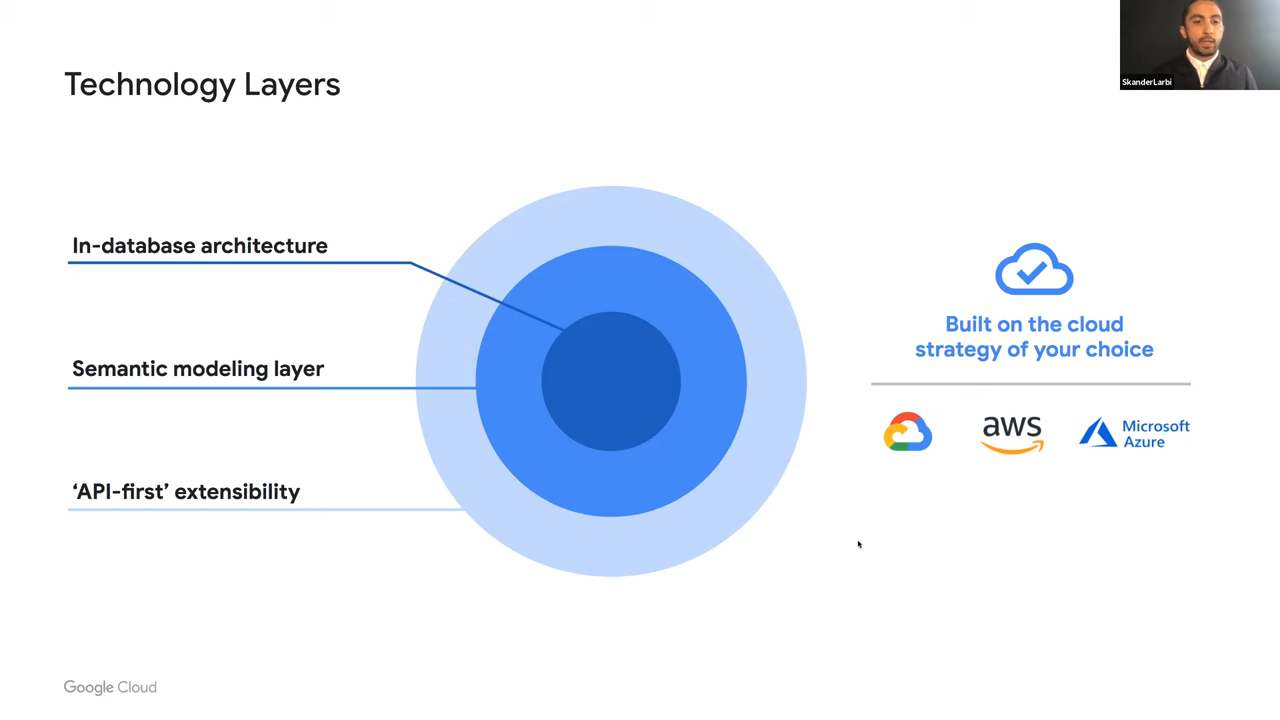 Technology Layers
SkanderLarbi
In-database architecture
Semantic modeling layer
‘API-first’ extensibility
Built on the cloud
strategy of your choice
aws
Microsoft
Azure
Google Cloud